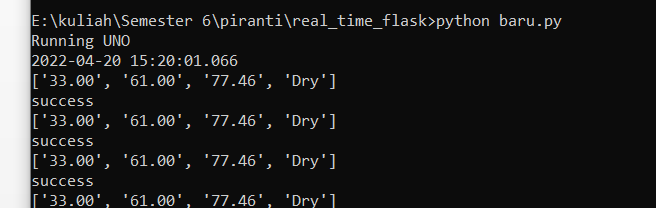 E:\kuliah\Semester 6\piranti\real_time_flask>python baru.py
Running UNO
2022-04-20 15:20:01.066
['33.00', '61.00', '77.46', 'Dry']
success
['33.00', '61.00', '77.46', 'Dry']
success
['33.00', '61.00', '77.46', 'Dry']
success
['33.00', '61.00', '77.46', 'Dry']